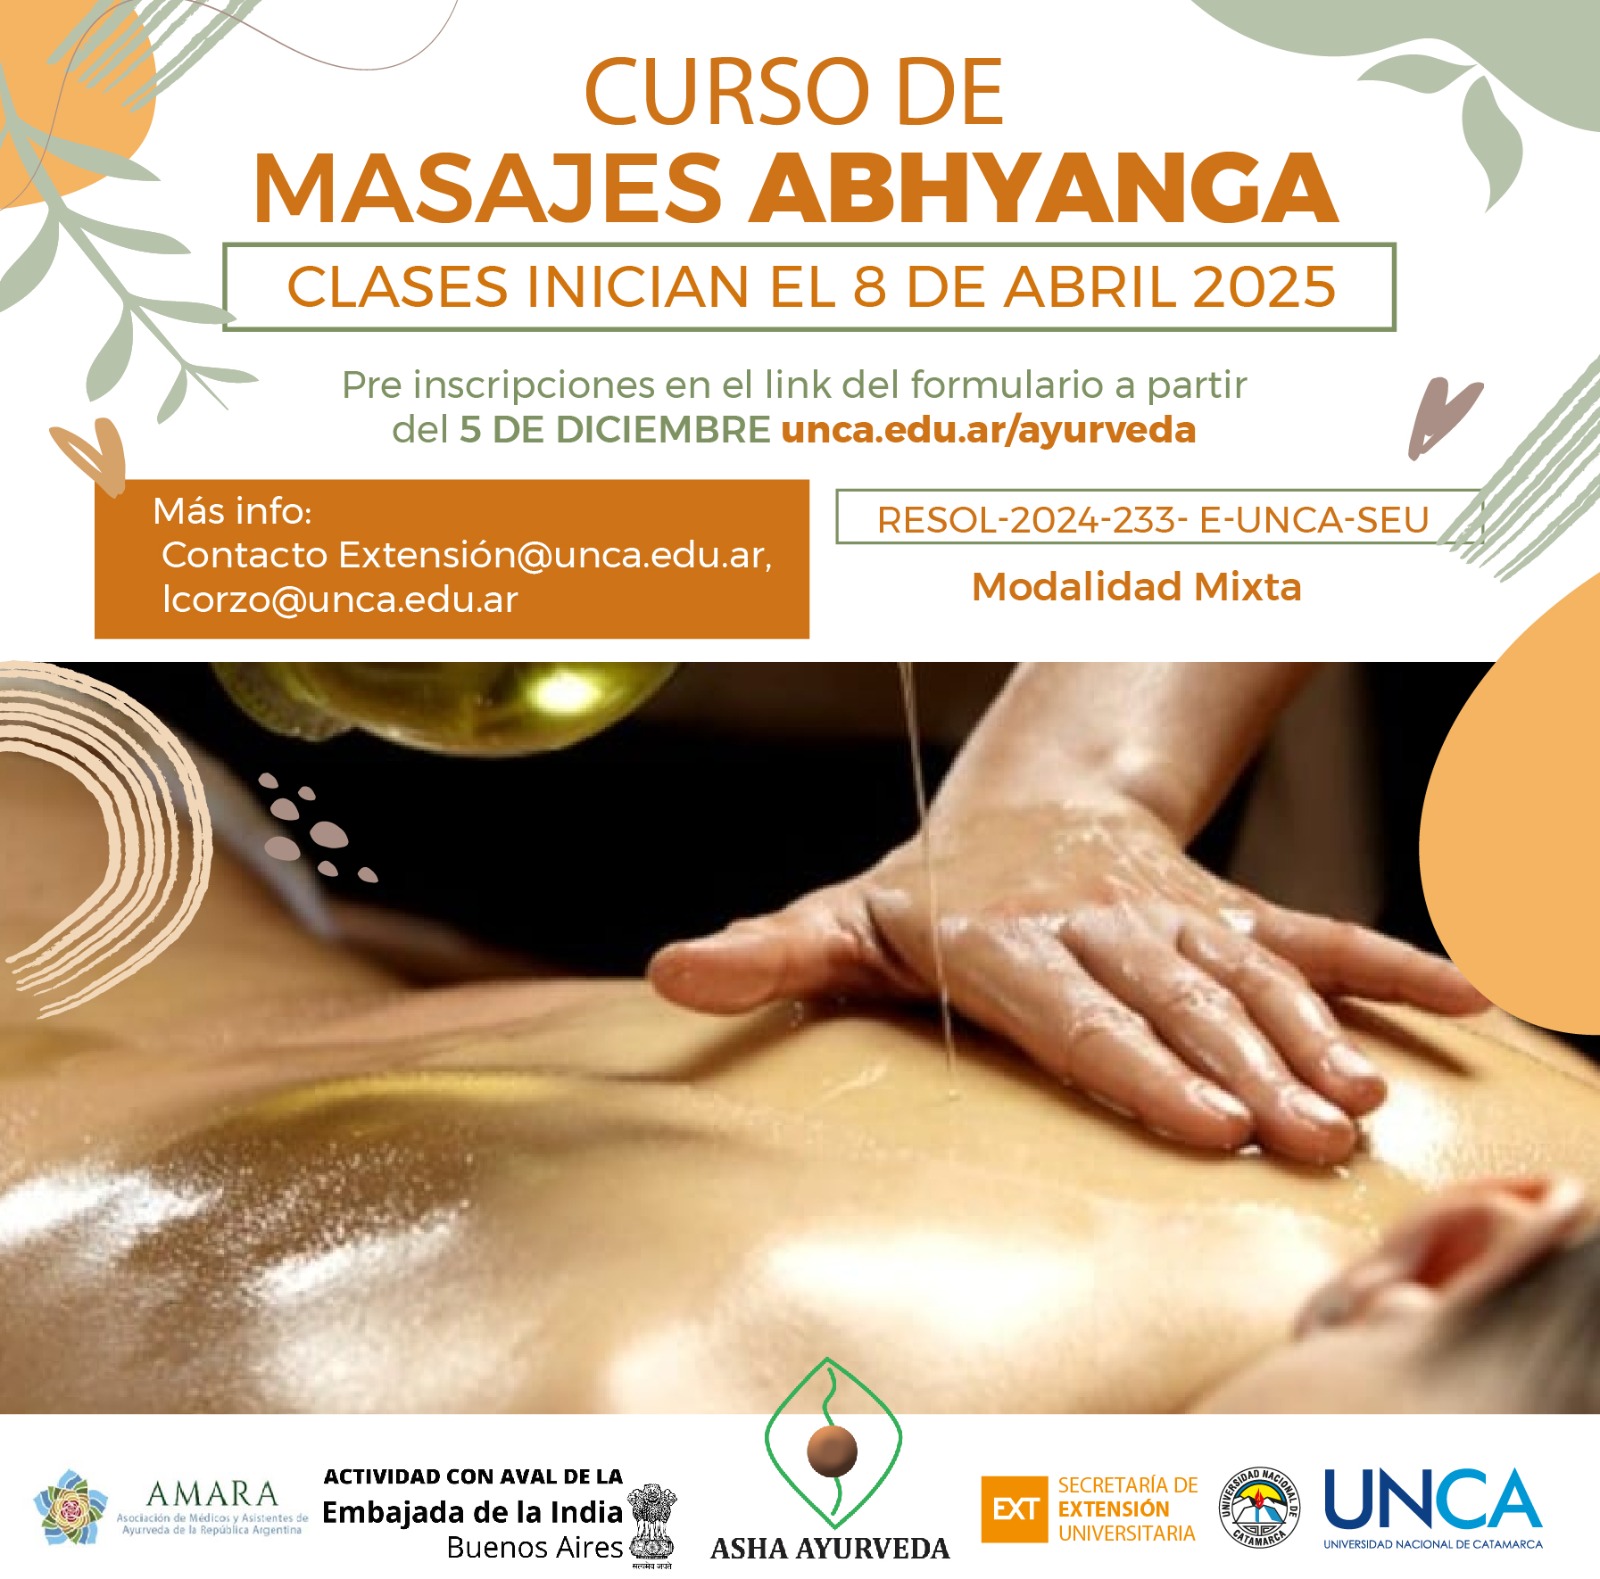 CURSO DE
MASAJES ABHYANGA
CLASES INICIAN EL 8 DE ABRIL 2025
Pre inscripciones en el link del formulario a partir
del 5 DE DICIEMBRE unca.edu.ar/ayurveda
Más info:
Contacto Extensión@unca.edu.ar,
lcorzo@unca.edu.ar
RESOL-2024-233- E-UNCA-SEU
Modalidad Mixta
AMARA
Asociación de Médicos y Asistentes de
Ayurveda de la República Argentina
ACTIVIDAD CON AVAL DE LA
Embajada de la India
Buenos Aires
सत्यमेव जयते
ASHA AYURVEDA
EXT
SECRETARÍA DE
EXTENSIÓN
UNIVERSITARIA
UNIVERSIDAD NACIONAL DE
CATAMARCA
UNCA
UNIVERSIDAD NACIONAL DE CATAMARCA